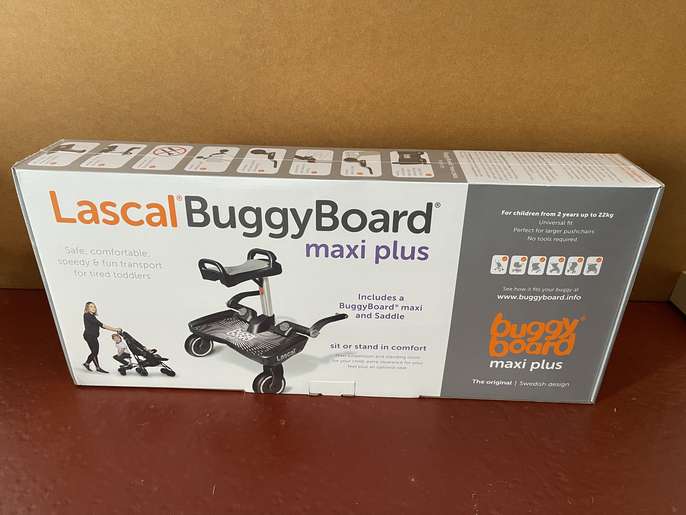 Lascal® BuggyBoard®
maxi plus
Safe, comfortable,
speedy & fun transport
for tired toddlers
Includes a
BuggyBoard® maxi
and Saddle
sit or stand in comfort
Lascal
For children from 2 years up to 22kg
Universal fit
Perfect for larger pushchairs
No tools required
See how it fits your buggy at
www.buggyboard.info
buggy
board
maxi plus
The original | Swedish design